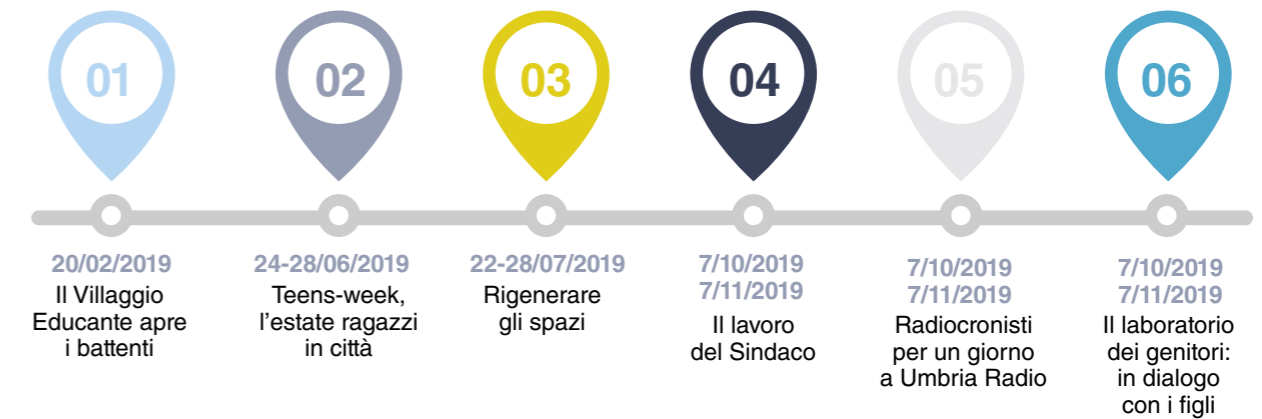 01
02
03
04
05
06
20/02/2019
Il Villaggio
Educante apre
i battenti
24-28/06/2019
Teens-week,
l'estate ragazzi
in città
22-28/07/2019
Rigenerare
gli spazi
7/10/2019
7/11/2019
Il lavoro
del Sindaco
7/10/2019
7/11/2019
Radiocronisti
per un giorno
a Umbria Radio
7/10/2019
7/11/2019
Il laboratorio
dei genitori:
in dialogo
con i figli